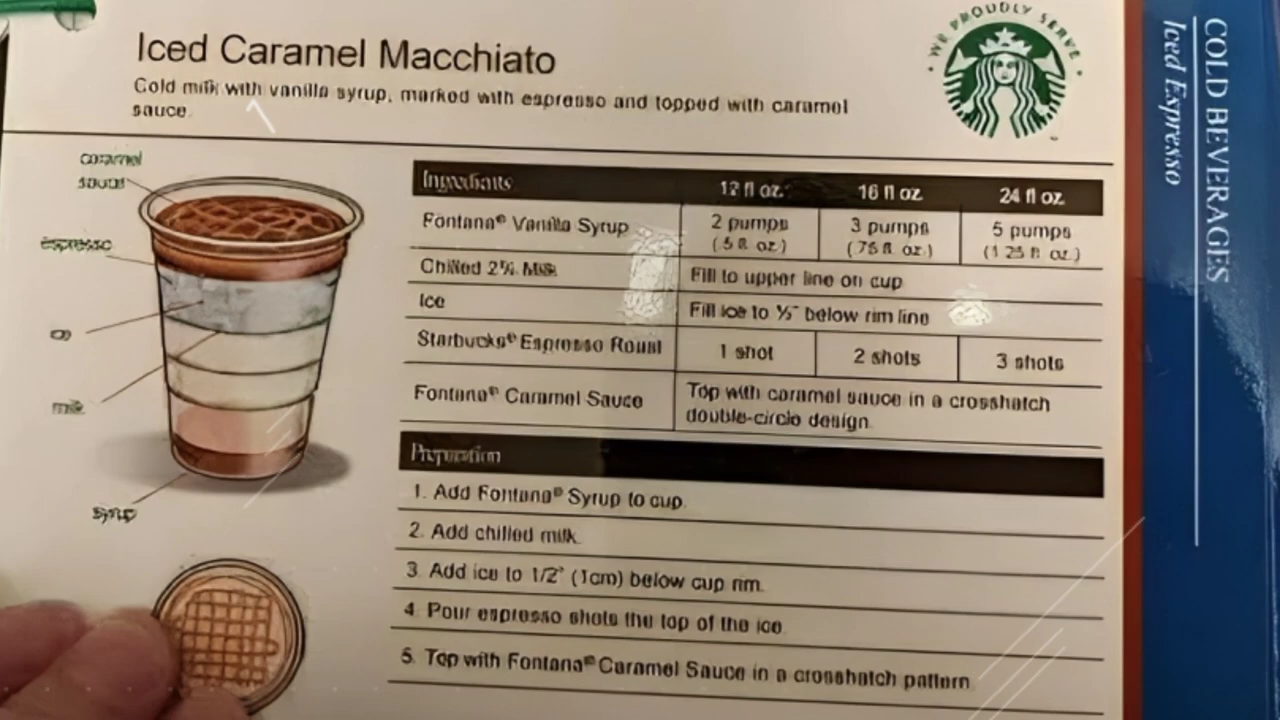 Iced Caramel Macchiato
Cold milk with vanilla syrup, marked with espresso and topped with caramel
sauce.
WE PROUDLY SERVE
COLD BEVERAGES
Iced Espresso
caramel
sauce
espresso
milk
syrup
Ingredients 12 fl oz. 16 fl oz. 24 fl oz.
Fontana® Vanilla Syrup 2 pumps 3 pumps 5 pumps
(.5 fl. oz.) (.75 fl. oz.) (1.25 fl. oz.)
Chilled 2% Milk Fill to upper line on cup
Ice Fill ice to ½" below rim line
Starbucks® Espresso Roast 1 shot 2 shots 3 shots
Fontana® Caramel Sauce Top with caramel sauce in a crosshatch
double-circle design.
Preparation
1. Add Fontana® Syrup to cup.
2. Add chilled milk.
3. Add ice to 1/2" (1cm) below cup rim.
4. Pour espresso shots the top of the ice.
5. Top with Fontana® Caramel Sauce in a crosshatch pattern.